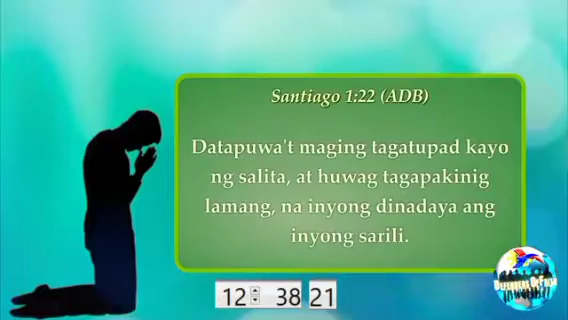 Santiago 1:22 (ADB)
Datapuwa't maging tagatupad kayo
ng salita, at huwag tagapakinig
lamang, na inyong dinadaya ang
inyong sarili.
12 38 21